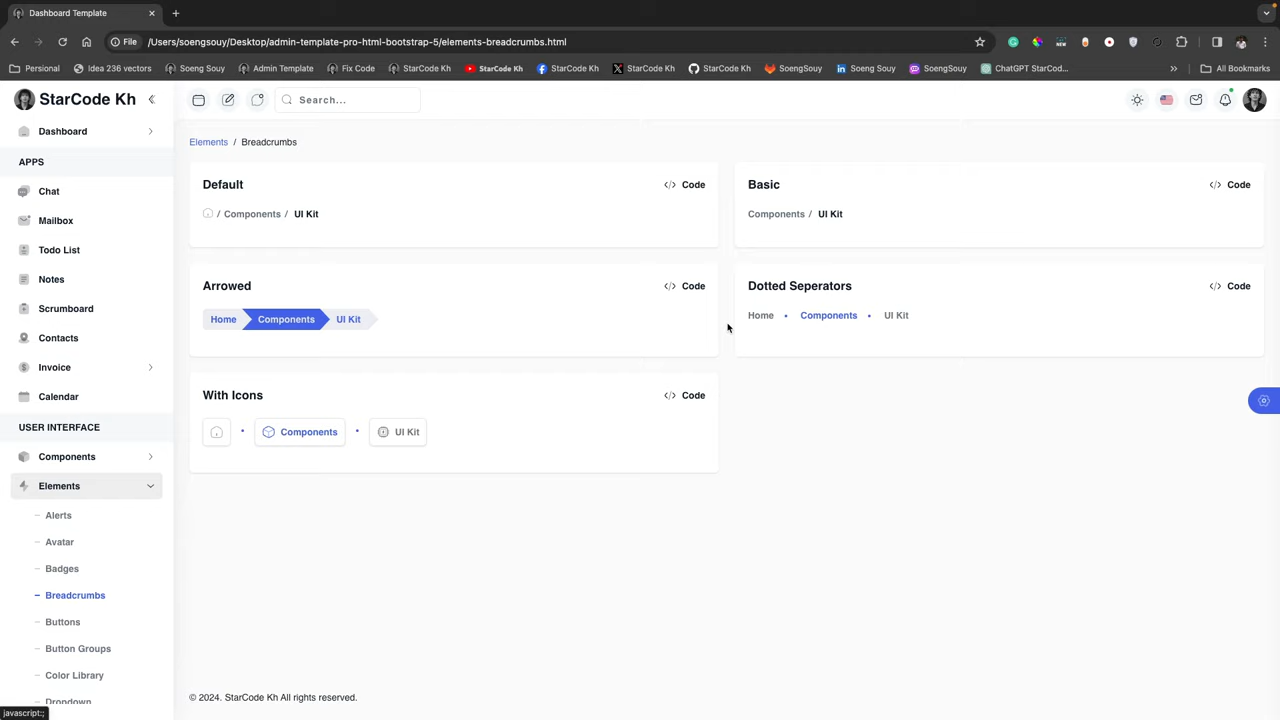 Dashboard Template
File /Users/soengsouy/Desktop/admin-template-pro-html-bootstrap-5/elements-breadcrumbs.html
Personal Idea 236 vectors Soeng Souy Admin Template Fix Code StarCode Kh StarCode Kh StarCode Kh StarCode Kh StarCode Kh SoengSouy Soeng Souy SoengSouy ChatGPT StarCod... » All Bookmarks
StarCode Kh
Search...
Dashboard
APPS
Chat
Mailbox
Todo List
Notes
Scrumboard
Contacts
Invoice
Calendar
USER INTERFACE
Components
Elements
Alerts
Avatar
Badges
Breadcrumbs
Buttons
Button Groups
Color Library
Dropdown
javascript:;
Elements / Breadcrumbs
Default
</> Code
/ Components / UI Kit
Basic
</> Code
Components / UI Kit
Arrowed
</> Code
Home Components UI Kit
Dotted Seperators
</> Code
Home • Components • UI Kit
With Icons
</> Code
• Components • UI Kit
© 2024. StarCode Kh All rights reserved.